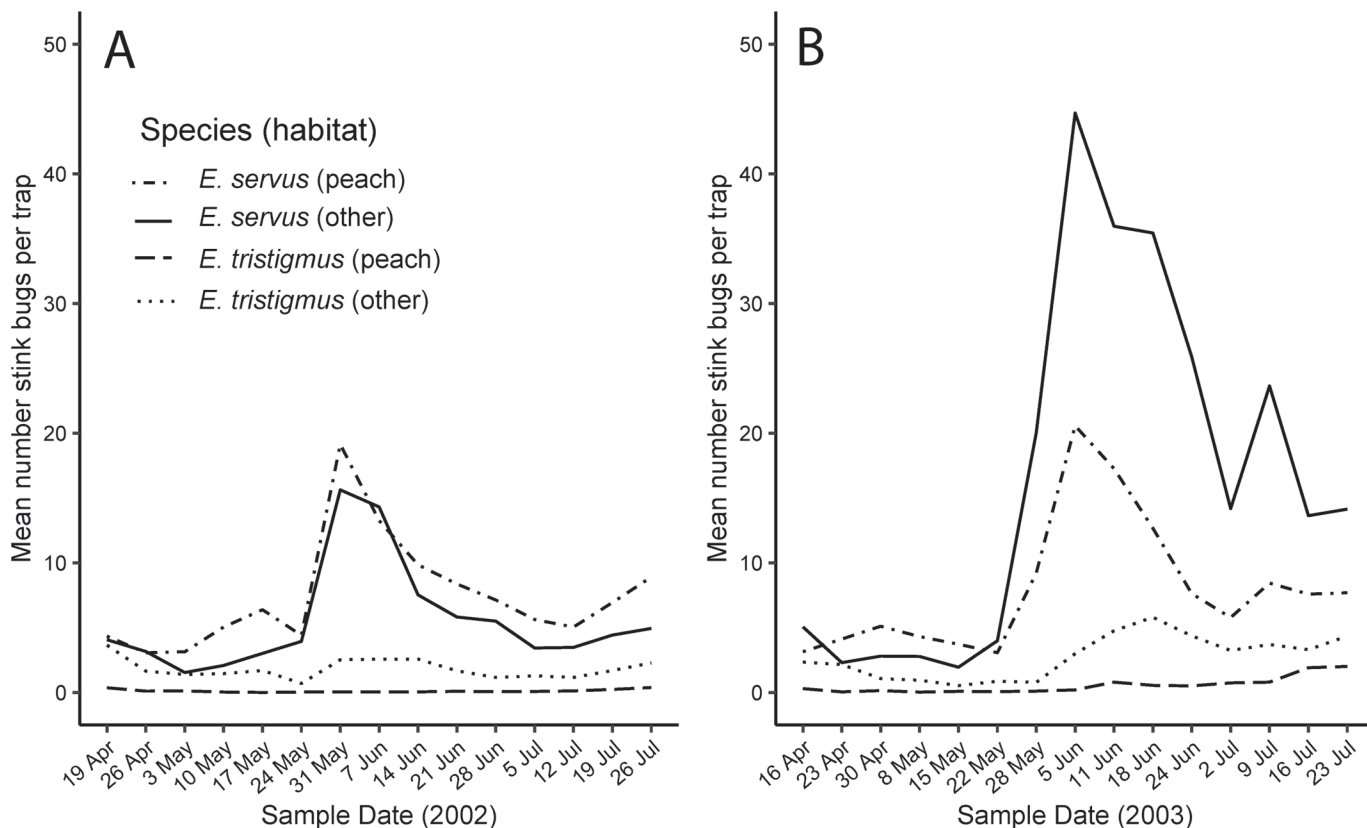 A
Mean number stink bugs per trap
50
40
30
20
10
0
Species (habitat)
E. servus (peach)
E. servus (other)
E. tristigmus (peach)
E. tristigmus (other)
19 Apr
26 Apr
3 May
10 May
17 May
24 May
31 May
7 Jun
14 Jun
21 Jun
28 Jun
5 Jul
12 Jul
19 Jul
26 Jul
Sample Date (2002)
B
Mean number stink bugs per trap
50
40
30
20
10
0
16 Apr
23 Apr
30 Apr
8 May
15 May
22 May
28 May
5 Jun
11 Jun
18 Jun
24 Jun
2 Jul
9 Jul
16 Jul
23 Jul
Sample Date (2003)